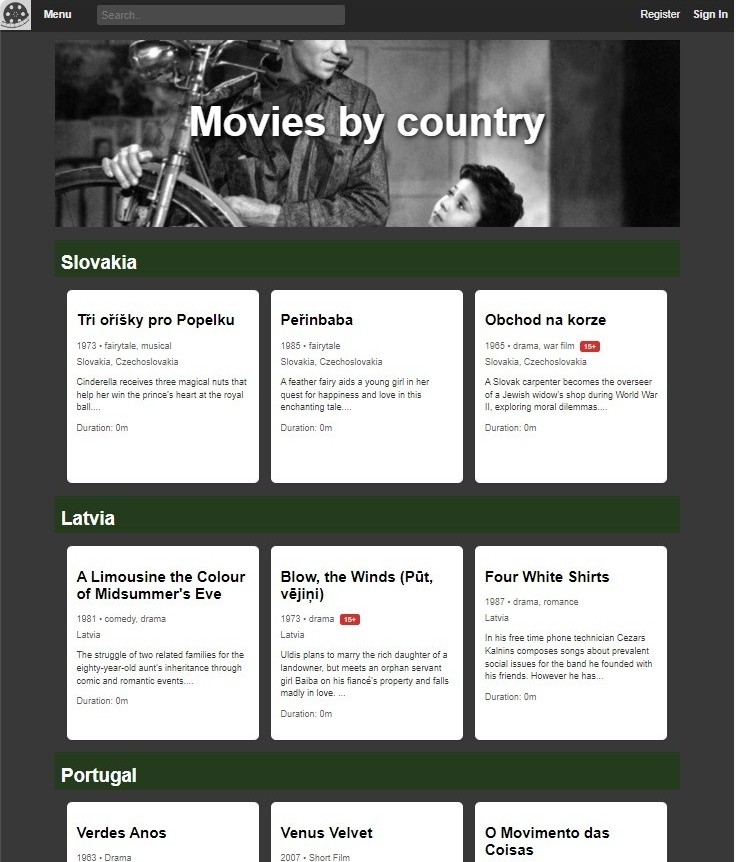 Menu
Search..
Register
Sign In
Movies by country
Slovakia
Tři oříšky pro Popelku
1973 • fairytale, musical
Slovakia, Czechoslovakia
Cinderella receives three magical nuts that
help her win the prince's heart at the royal
ball....
Duration: 0m
Peřinbaba
1985 • fairytale
Slovakia, Czechoslovakia
A feather fairy aids a young girl in her
quest for happiness and love in this
enchanting tale....
Duration: 0m
Obchod na korze
1965 • drama, war film 15+
Slovakia, Czechoslovakia
A Slovak carpenter becomes the overseer
of a Jewish widow's shop during World War
II, exploring moral dilemmas....
Duration: 0m
Latvia
A Limousine the Colour
of Midsummer's Eve
1981 • comedy, drama
Latvia
The struggle of two related families for the
eighty-year-old aunt's inheritance through
comic and romantic events....
Duration: 0m
Blow, the Winds (Pūt,
vējiņi)
1973 • drama 15+
Latvia
Uldis plans to marry the rich daughter of a
landowner, but meets an orphan servant
girl Baiba on his fiancé's property and falls
madly in love. ...
Duration: 0m
Four White Shirts
1987 • drama, romance
Latvia
In his free time phone technician Cezars
Kalnins composes songs about prevalent
social issues for the band he founded with
his friends. However he has...
Duration: 0m
Portugal
Verdes Anos
1963 • Drama
Venus Velvet
2007 • Short Film
O Movimento das
Coisas